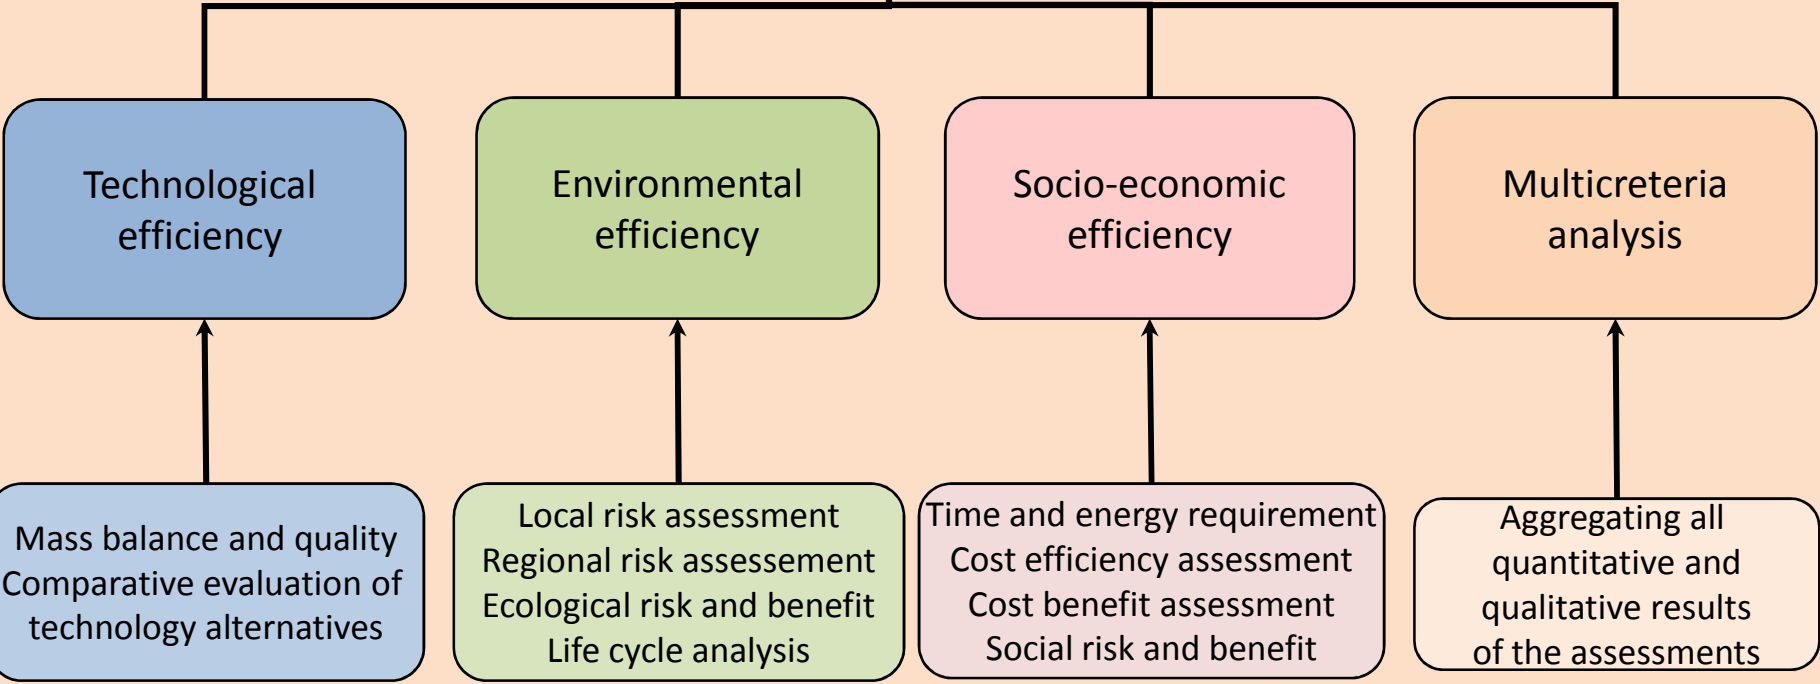 Technological
efficiency
Environmental
efficiency
Socio-economic
efficiency
Multicreteria
analysis
Mass balance and quality
Comparative evaluation of
technology alternatives
Local risk assessment
Regional risk assessement
Ecological risk and benefit
Life cycle analysis
Time and energy requirement
Cost efficiency assessment
Cost benefit assessment
Social risk and benefit
Aggregating all
quantitative and
qualitative results
of the assessments